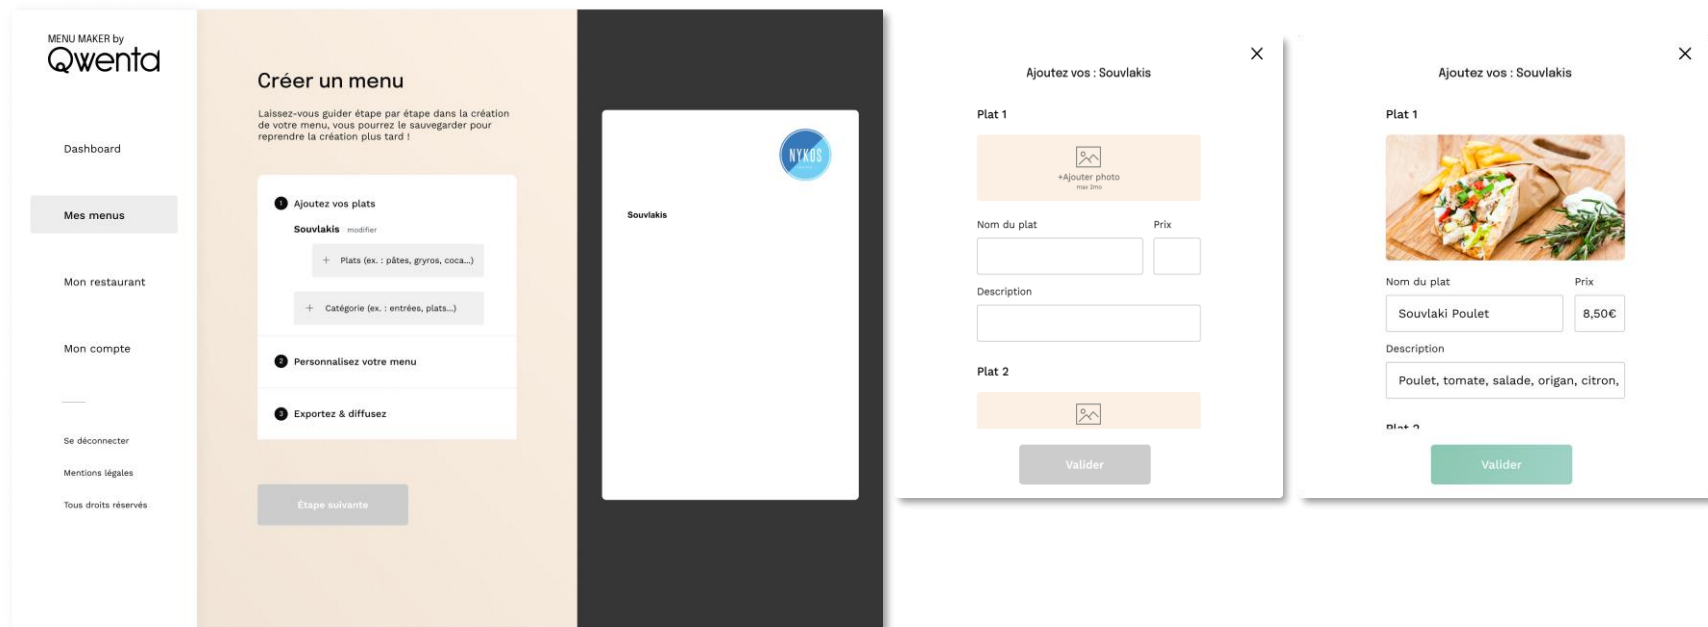 MENU MAKER by
Qwenta
Dashboard
Mes menus
Mon restaurant
Mon compte
Se déconnecter
Mentions légales
Tous droits réservés
Créer un menu
Laissez-vous guider étape par étape dans la création
de votre menu, vous pourrez le sauvegarder pour
reprendre la création plus tard !
1 Ajoutez vos plats
Souvlakis modifier
+ Plats (ex. : pâtes, gryros, coca...)
+ Catégorie (ex. : entrées, plats...)
2 Personnalisez votre menu
3 Exportez & diffusez
Étape suivante
NYKOS
Souvlakis
Ajoutez vos : Souvlakis
Plat 1
+Ajouter photo
max 2mo
Nom du plat Prix
Description
Plat 2
Valider
Ajoutez vos : Souvlakis
Plat 1
Nom du plat Prix
Souvlaki Poulet 8,50€
Description
Poulet, tomate, salade, origan, citron,
Plat 2
Valider